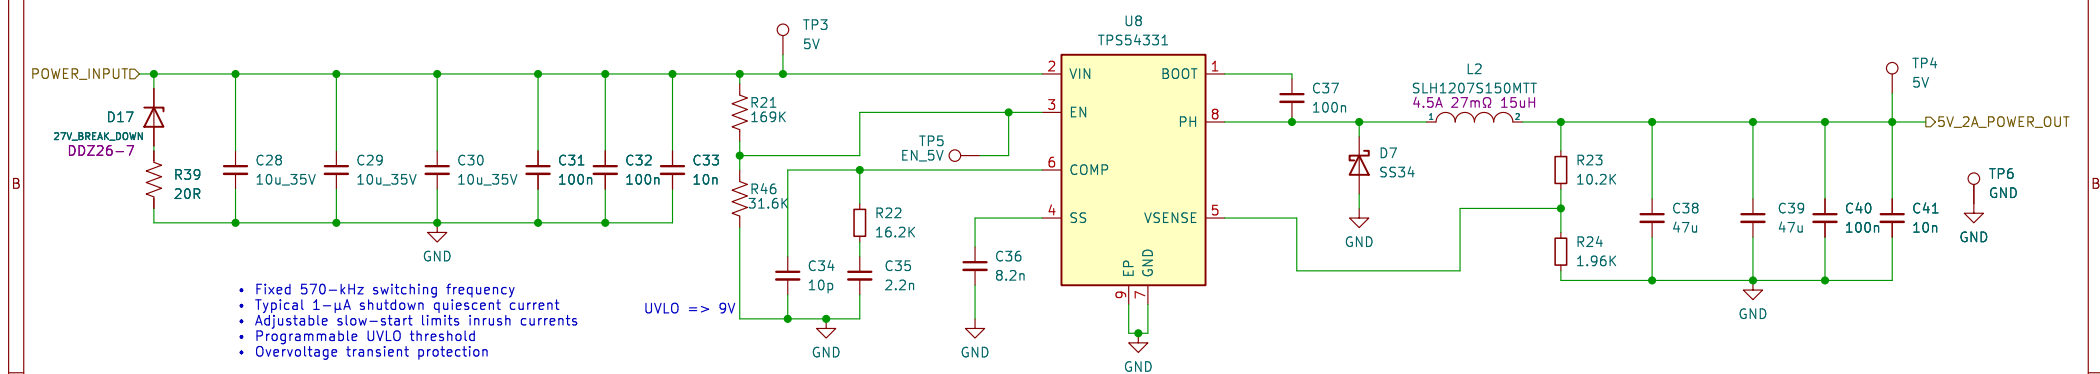 POWER_INPUT
D17
27V_BREAK_DOWN
DDZ26-7
R39
20R
C28
10u_35V
C29
10u_35V
C30
10u_35V
C31
100n
C32
100n
C33
10n
GND
TP3
5V
R21
169K
R46
31.6K
TP5
EN_5V
UVLO => 9V
C34
10p
R22
16.2K
C35
2.2n
GND
C36
8.2n
GND
U8
TPS54331
2 VIN
3 EN
6 COMP
4 SS
BOOT 1
PH 8
VSENSE 5
EP
GND
9
7
GND
C37
100n
D7
SS34
GND
L2
SLH1207S150MTT
4.5A 27mΩ 15uH
1
2
R23
10.2K
R24
1.96K
C38
47u
C39
47u
C40
100n
C41
10n
GND
TP4
5V
5V_2A_POWER_OUT
TP6
GND
GND
• Fixed 570-kHz switching frequency
• Typical 1-μA shutdown quiescent current
• Adjustable slow-start limits inrush currents
• Programmable UVLO threshold
• Overvoltage transient protection
B
B